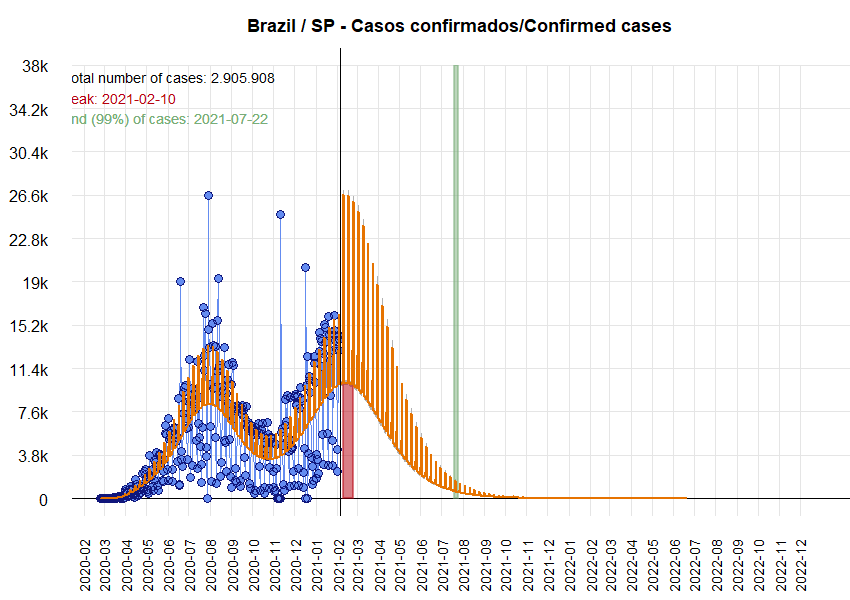 Brazil / SP - Casos confirmados/Confirmed cases
38k
otal number of cases: 2.905.908
eak: 2021-02-10
34.2k
nd (99%) of cases: 2021-07-22
30.4k
26.6k
22.8k
19k
15.2k
11.4k
7.6k
3.8k
0
2020-02
2020-03
2020-04
2020-05
2020-06
2020-07
2020-08
2020-09
2020-10
2020-11
2020-12
2021-01
2021-02
2021-03
2021-04
2021-05
2021-06
2021-07
2021-08
2021-09
2021-10
2021-11
2021-12
2022-01
2022-02
2022-03
2022-04
2022-05
2022-06
2022-07
2022-08
2022-09
2022-10
2022-11
2022-12